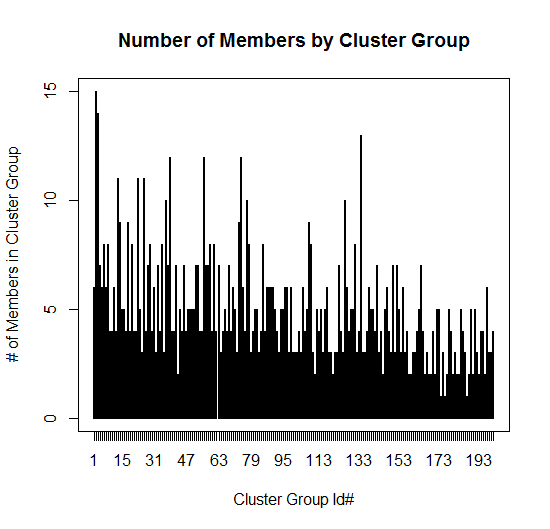 Number of Members by Cluster Group
# of Members in Cluster Group
15
10
5
0
1 15 31 47 63 79 95 113 133 153 173 193
Cluster Group Id#